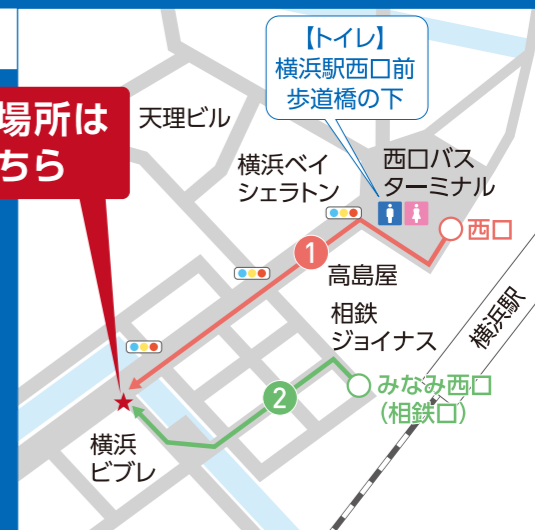 【トイレ】
横浜駅西口前
歩道橋の下
場所は
ちら
天理ビル
横浜ベイ
シェラトン
西口バス
ターミナル
西口
1
高島屋
相鉄
ジョイナス
横浜駅
2
みなみ西口
(相鉄口)
横浜
ビブレ